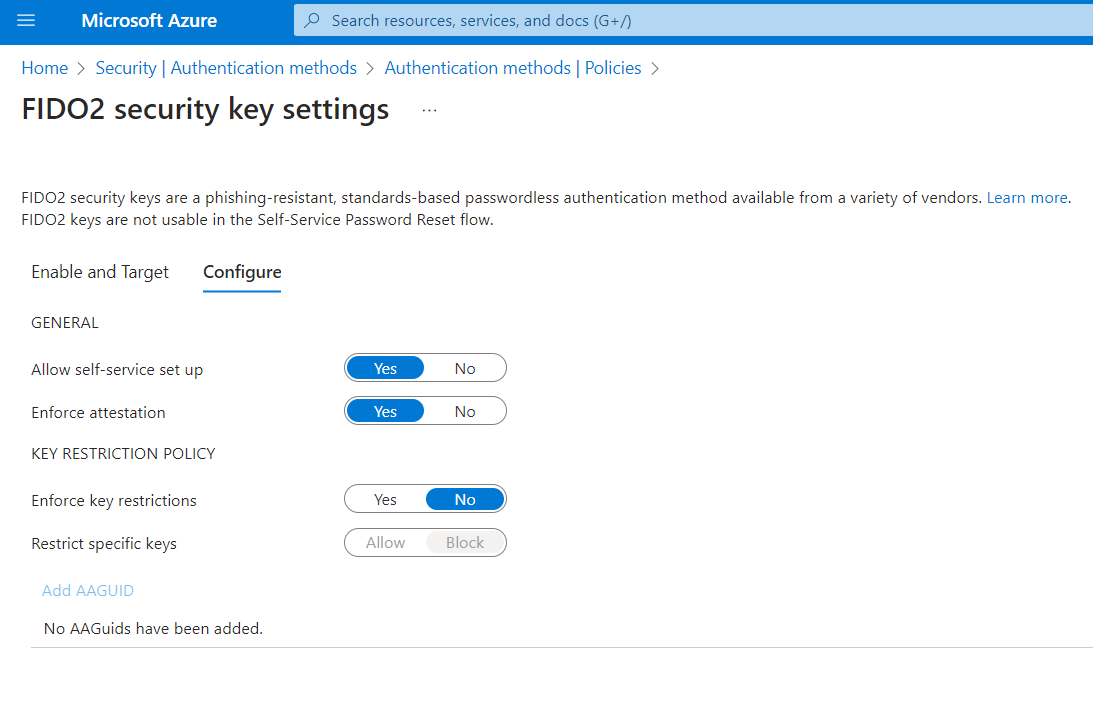 Microsoft Azure
Search resources, services, and docs (G+/)
Home > Security | Authentication methods > Authentication methods | Policies >
FIDO2 security key settings ...
FIDO2 security keys are a phishing-resistant, standards-based passwordless authentication method available from a variety of vendors. Learn more.
FIDO2 keys are not usable in the Self-Service Password Reset flow.
Enable and Target Configure
GENERAL
Allow self-service set up Yes No
Enforce attestation Yes No
KEY RESTRICTION POLICY
Enforce key restrictions Yes No
Restrict specific keys Allow Block
Add AAGUID
No AAGuids have been added.